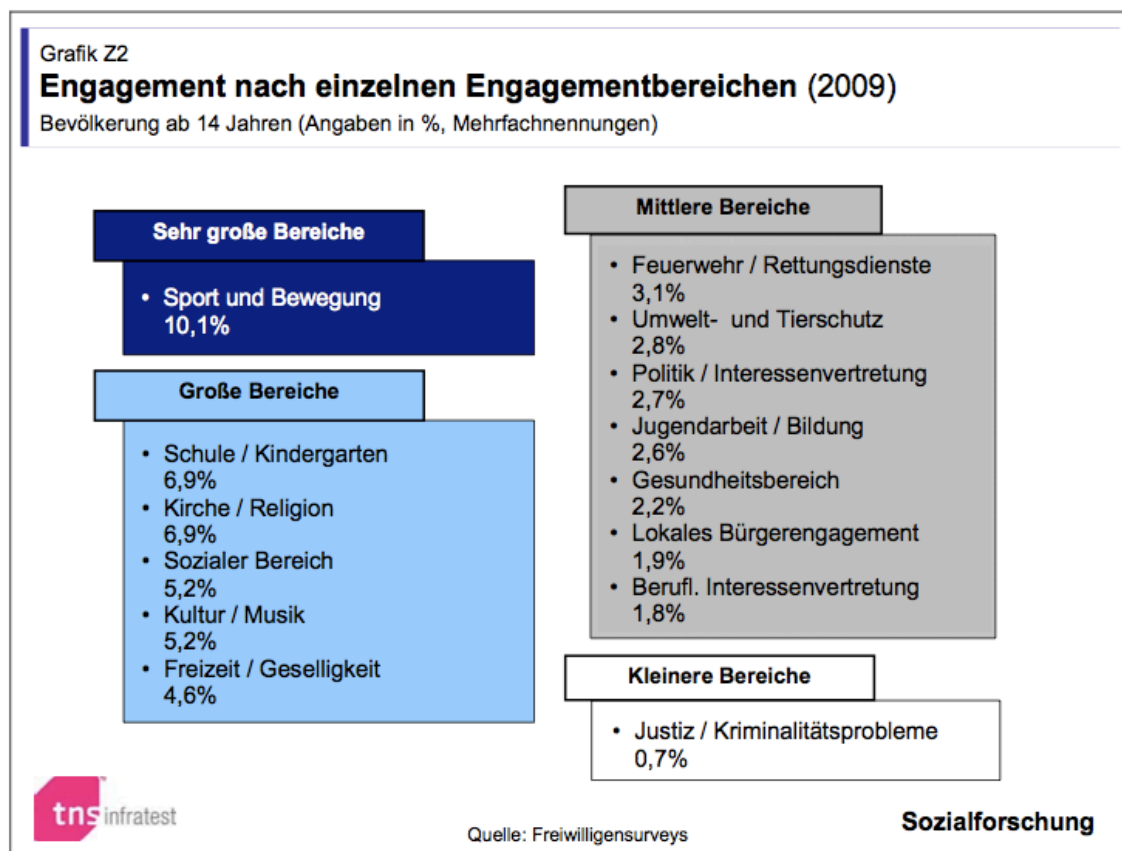 Grafik Z2
Engagement nach einzelnen Engagementbereichen (2009)
Bevölkerung ab 14 Jahren (Angaben in %, Mehrfachnennungen)
Sehr große Bereiche
• Sport und Bewegung
10,1%
Große Bereiche
• Schule / Kindergarten
6,9%
• Kirche / Religion
6,9%
• Sozialer Bereich
5,2%
• Kultur / Musik
5,2%
• Freizeit / Geselligkeit
4,6%
Mittlere Bereiche
• Feuerwehr / Rettungsdienste
3,1%
• Umwelt- und Tierschutz
2,8%
• Politik / Interessenvertretung
2,7%
• Jugendarbeit / Bildung
2,6%
• Gesundheitsbereich
2,2%
• Lokales Bürgerengagement
1,9%
• Berufl. Interessenvertretung
1,8%
Kleinere Bereiche
• Justiz / Kriminalitätsprobleme
0,7%
tns infratest
Quelle: Freiwilligensurveys
Sozialforschung